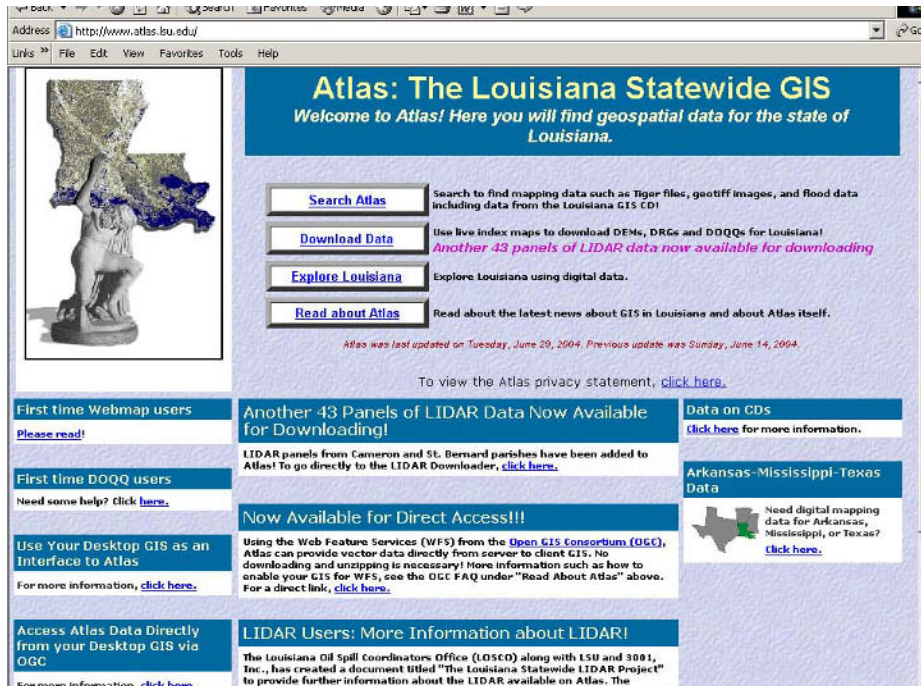 Back
Search
Favorites
Media
Address http://www.atlas.lsu.edu/
Go
Links » File Edit View Favorites Tools Help
Atlas: The Louisiana Statewide GIS
Welcome to Atlas! Here you will find geospatial data for the state of
Louisiana.
Search Atlas
Search to find mapping data such as Tiger files, geotiff images, and flood data
including data from the Louisiana GIS CD!
Download Data
Use live index maps to download DEMs, DRGs and DOQQs for Louisiana!
Another 43 panels of LIDAR data now available for downloading
Explore Louisiana
Explore Louisiana using digital data.
Read about Atlas
Read about the latest news about GIS in Louisiana and about Atlas itself.
Atlas was last updated on Tuesday, June 29, 2004. Previous update was Sunday, June 14, 2004.
To view the Atlas privacy statement, click here.
First time Webmap users
Please read!
First time DOQQ users
Need some help? Click here.
Use Your Desktop GIS as an
Interface to Atlas
For more information, click here.
Access Atlas Data Directly
from your Desktop GIS via
OGC
For more information, click here.
Another 43 Panels of LIDAR Data Now Available
for Downloading!
LIDAR panels from Cameron and St. Bernard parishes have been added to
Atlas! To go directly to the LIDAR Downloader, click here.
Now Available for Direct Access!!!
Using the Web Feature Services (WFS) from the Open GIS Consortium (OGC),
Atlas can provide vector data directly from server to client GIS. No
downloading and unzipping is necessary! More information such as how to
enable your GIS for WFS, see the OGC FAQ under "Read About Atlas" above.
For a direct link, click here.
LIDAR Users: More Information about LIDAR!
The Louisiana Oil Spill Coordinators Office (LOSCO) along with LSU and 3001,
Inc., has created a document titled "The Louisiana Statewide LIDAR Project"
to provide further information about the LIDAR available on Atlas. The
Data on CDs
Click here for more information.
Arkansas-Mississippi-Texas
Data
Need digital mapping
data for Arkansas,
Mississippi, or Texas?
Click here.